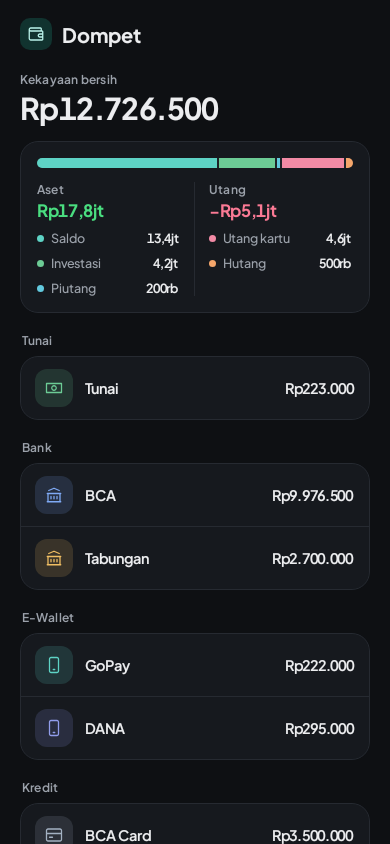 Dompet
Kekayaan bersih
Rp12.726.500
Aset
Rp17,8jt
Saldo 13,4jt
Investasi 4,2jt
Piutang 200rb
Utang
-Rp5,1jt
Utang kartu 4,6jt
Hutang 500rb
Tunai
Tunai Rp223.000
Bank
BCA Rp9.976.500
Tabungan Rp2.700.000
E-Wallet
GoPay Rp222.000
DANA Rp295.000
Kredit
BCA Card Rp3.500.000